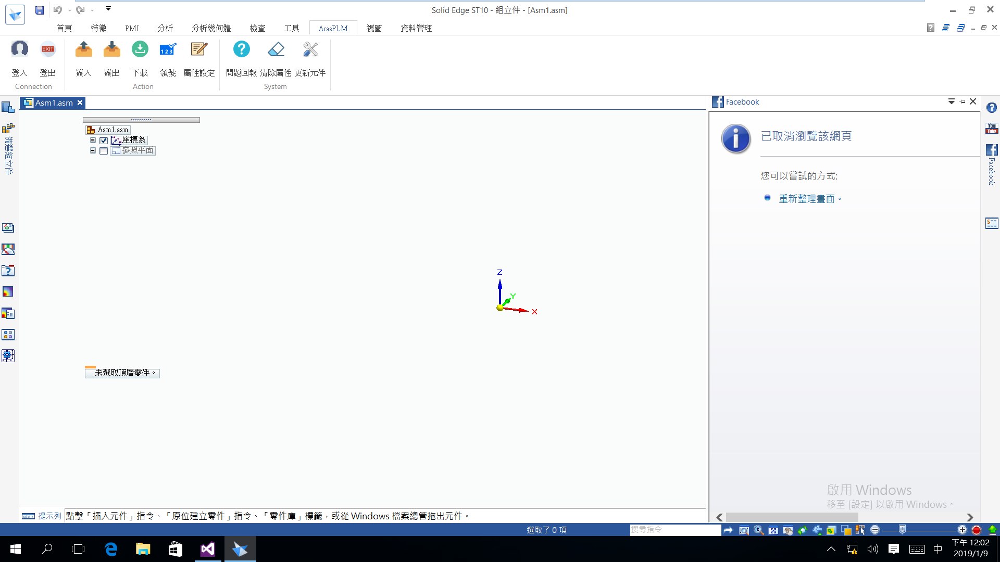 Solid Edge ST10 - 組立件 - [Asm1.asm]
首頁 特徵 PMI 分析 分析幾何體 檢查 工具 ArasPLM 視圖 資料管理
EXIT
1 2 3
登入 登出 簽入 簽出 下載 領號 屬性設定 問題回報 清除屬性 更新元件
Connection Action System
Asm1.asm
Facebook
Asm1.asm
座標系
參照平面
備選組立件
未選取頂層零件。
已取消瀏覽該網頁
您可以嘗試的方式:
重新整理畫面。
You
Tube
Facebook
啟用 Windows
移至 [設定] 以啟用 Windows。
提示列 點擊「插入元件」指令、「原位建立零件」指令、「零件庫」標籤，或從 Windows 檔案總管拖出元件。
選取了 0 項
搜尋指令
Z
Y
X
中
下午 12:02
2019/1/9